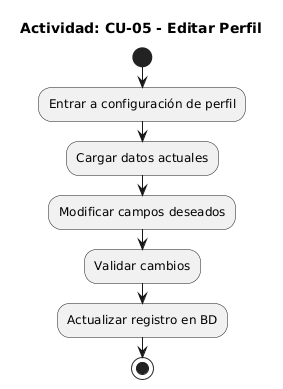 Actividad: CU-05 - Editar Perfil
Entrar a configuración de perfil
Cargar datos actuales
Modificar campos deseados
Validar cambios
Actualizar registro en BD